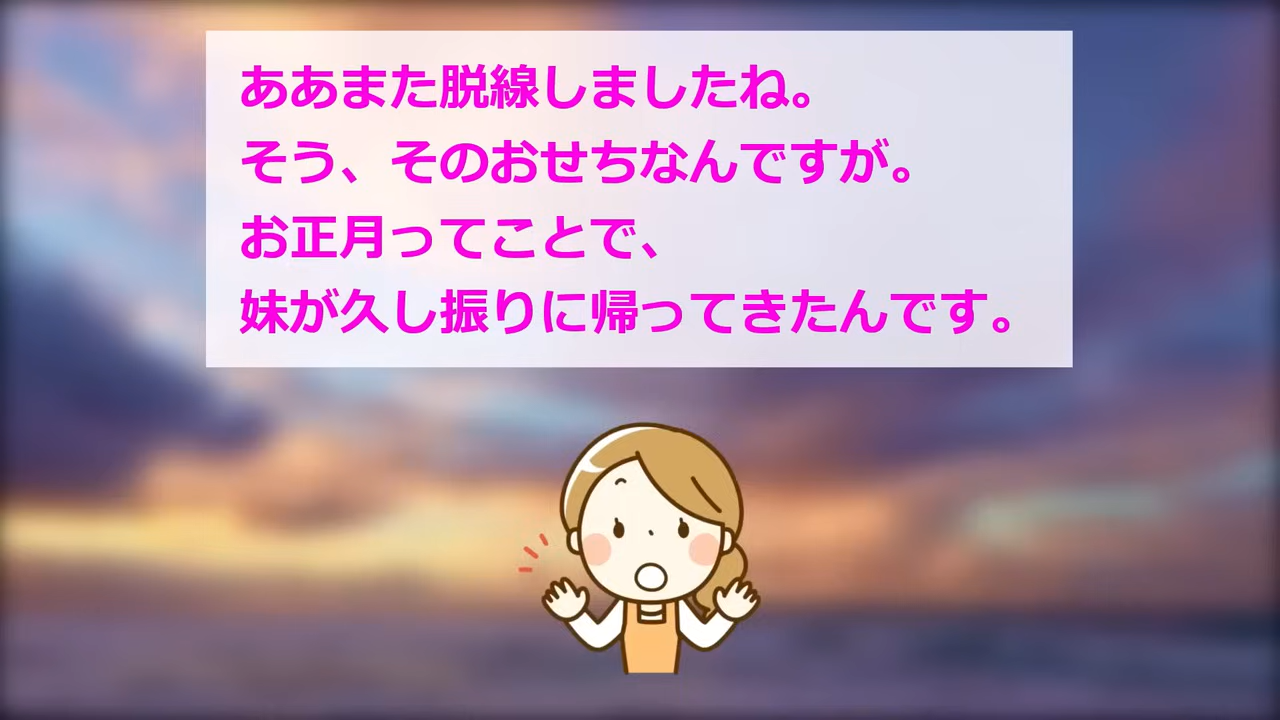 ああまた脱線しましたね。
そう、そのおせちなんですが。
お正月ってことで、
妹が久し振りに帰ってきたんです。